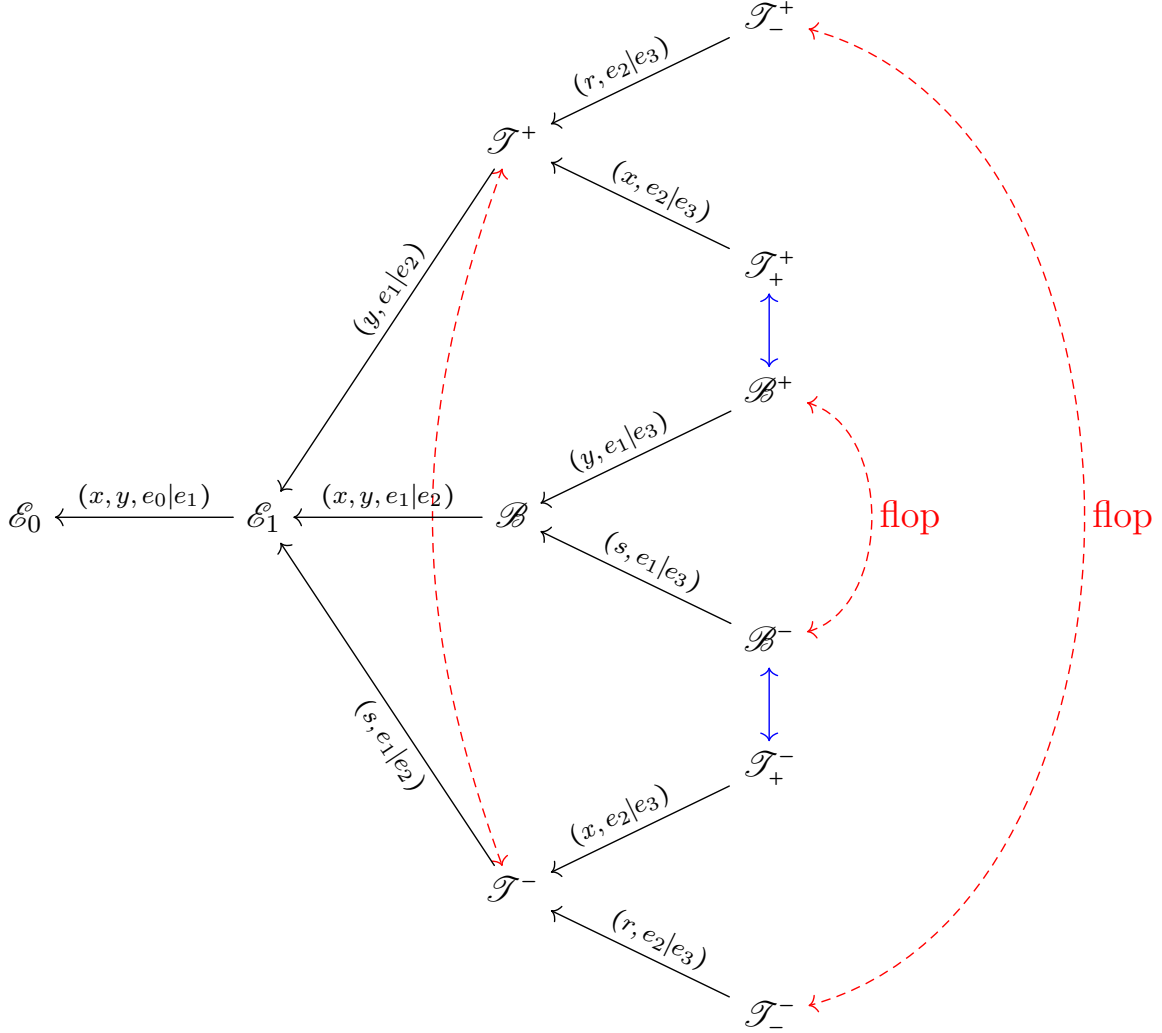 𝒯₋⁺
(r, e₂|e₃)
𝒯⁺
(x, e₂|e₃)
𝒯₊⁺
(y, e₁|e₂)
ℬ⁺
(y, e₁|e₃)
ℰ₀ (x, y, e₀|e₁) ℰ₁ (x, y, e₁|e₂) ℬ flop flop
(s, e₁|e₃)
ℬ⁻
(s, e₁|e₂)
𝒯₊⁻
(x, e₂|e₃)
𝒯⁻
(r, e₂|e₃)
𝒯₋⁻